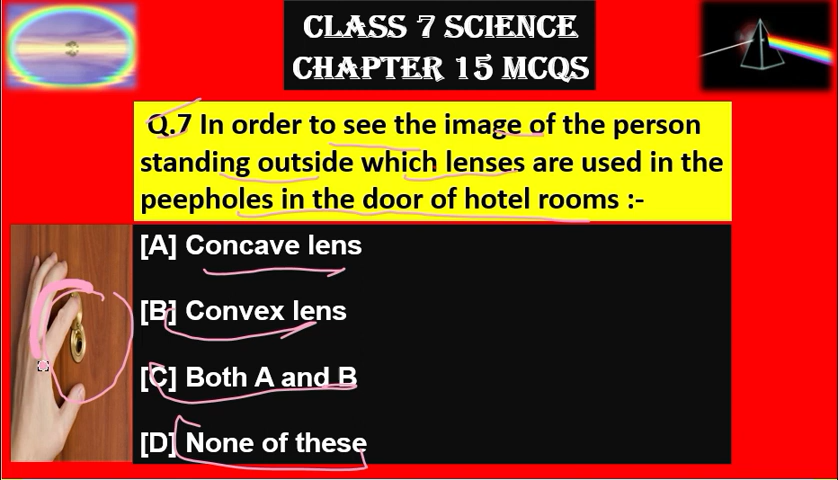 CLASS 7 SCIENCE
CHAPTER 15 MCQS
Q.7 In order to see the image of the person
standing outside which lenses are used in the
peepholes in the door of hotel rooms :-
[A] Concave lens
[B] Convex lens
[C] Both A and B
[D] None of these